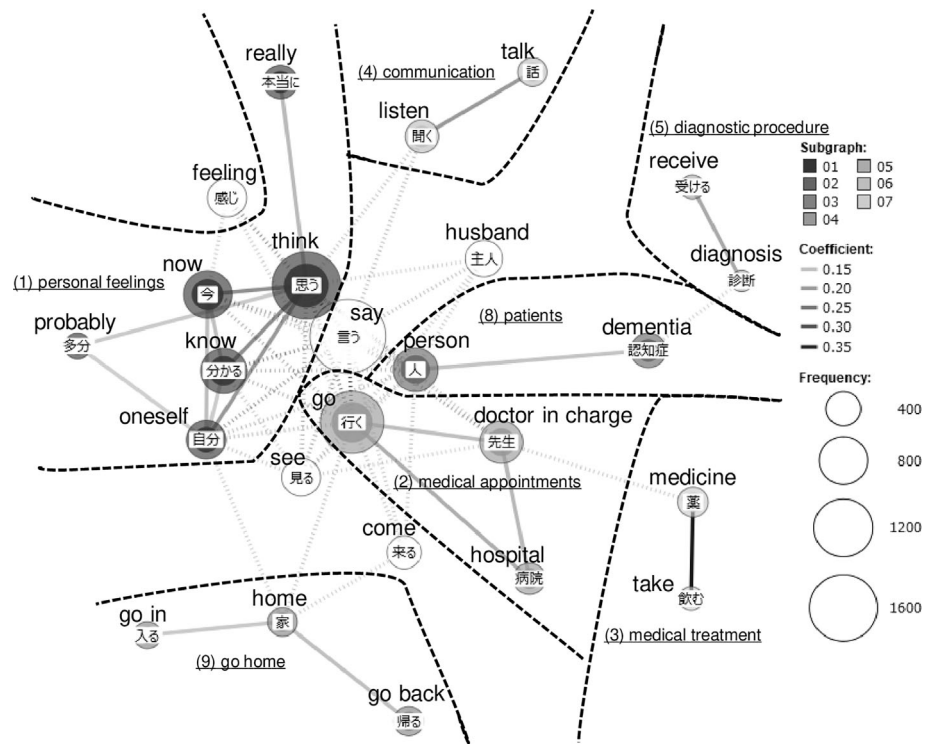 really
本当に
(4) communication
talk
話
listen
聞く
(5) diagnostic procedure
receive
受ける
diagnosis
診断
Subgraph:
01 05
02 06
03 07
04
Coefficient:
0.15
0.20
0.25
0.30
0.35
Frequency:
400
800
1200
1600
feeling
感じ
think
思う
husband
主人
now
今
(1) personal feelings
probably
多分
know
分かる
say
言う
(8) patients
person
人
dementia
認知症
oneself
自分
go
行く
doctor in charge
先生
see
見る
(2) medical appointments
medicine
薬
come
来る
hospital
病院
take
飲む
(3) medical treatment
go in
入る
home
家
(9) go home
go back
帰る